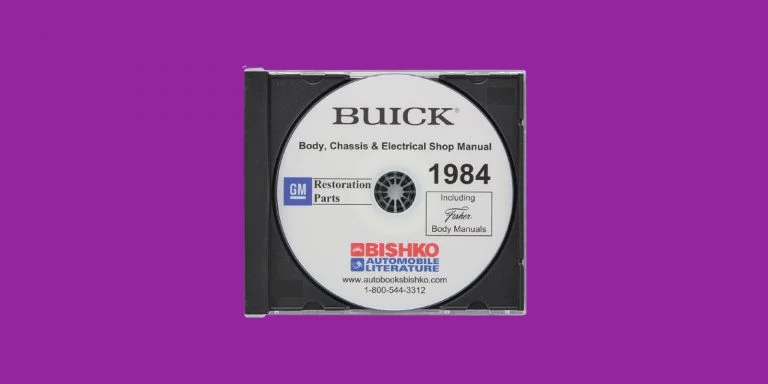 BUICK®
Body, Chassis & Electrical Shop Manual
1984
GM
Restoration
Parts
Including
Fisher
Body Manuals
BISHKO
AUTOMOBILE
LITERATURE
www.autobooksbishko.com
1-800-544-3312